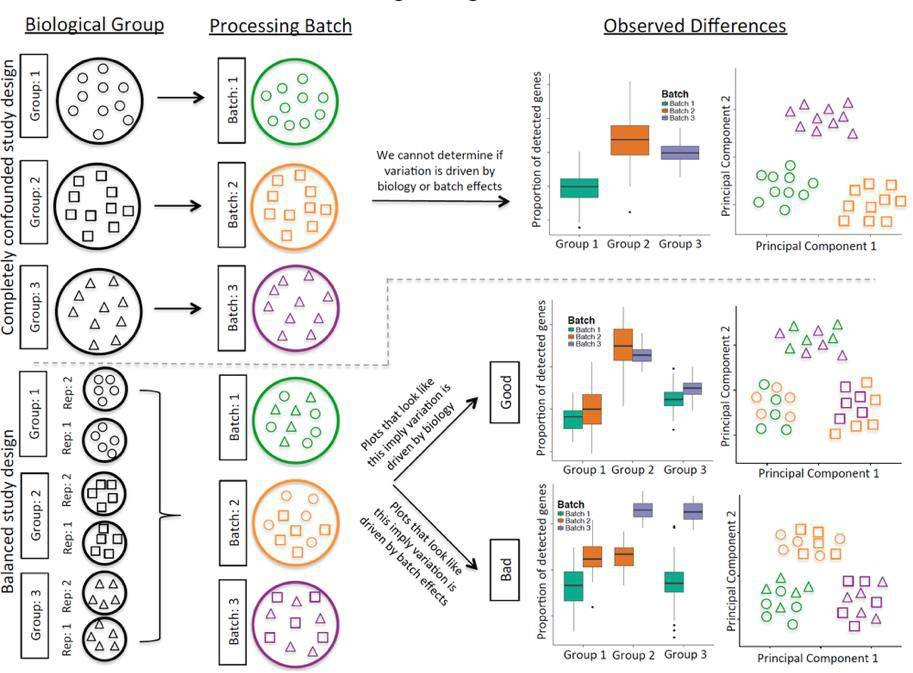 Biological Group
Processing Batch
Observed Differences
Completely confounded study design
Group: 1
Batch: 1
Group: 2
Batch: 2
Group: 3
Batch: 3
We cannot determine if
variation is driven by
biology or batch effects
Proportion of detected genes
Batch
Batch 1
Batch 2
Batch 3
Group 1
Group 2
Group 3
Principal Component 2
Principal Component 1
Balanced study design
Group: 1
Rep: 2
Rep: 1
Group: 2
Rep: 2
Rep: 1
Group: 3
Rep: 2
Rep: 1
Batch: 1
Batch: 2
Batch: 3
Plots that look like
this imply variation is
driven by biology
Good
Proportion of detected genes
Batch
Batch 1
Batch 2
Batch 3
Group 1
Group 2
Group 3
Principal Component 2
Principal Component 1
Plots that look like
this imply variation is
driven by batch effects
Bad
Proportion of detected genes
Batch
Batch 1
Batch 2
Batch 3
Group 1
Group 2
Group 3
Principal Component 2
Principal Component 1